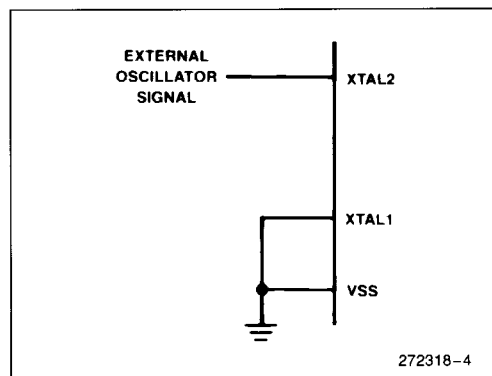 EXTERNAL
OSCILLATOR
SIGNAL
XTAL2
XTAL1
VSS
272318-4